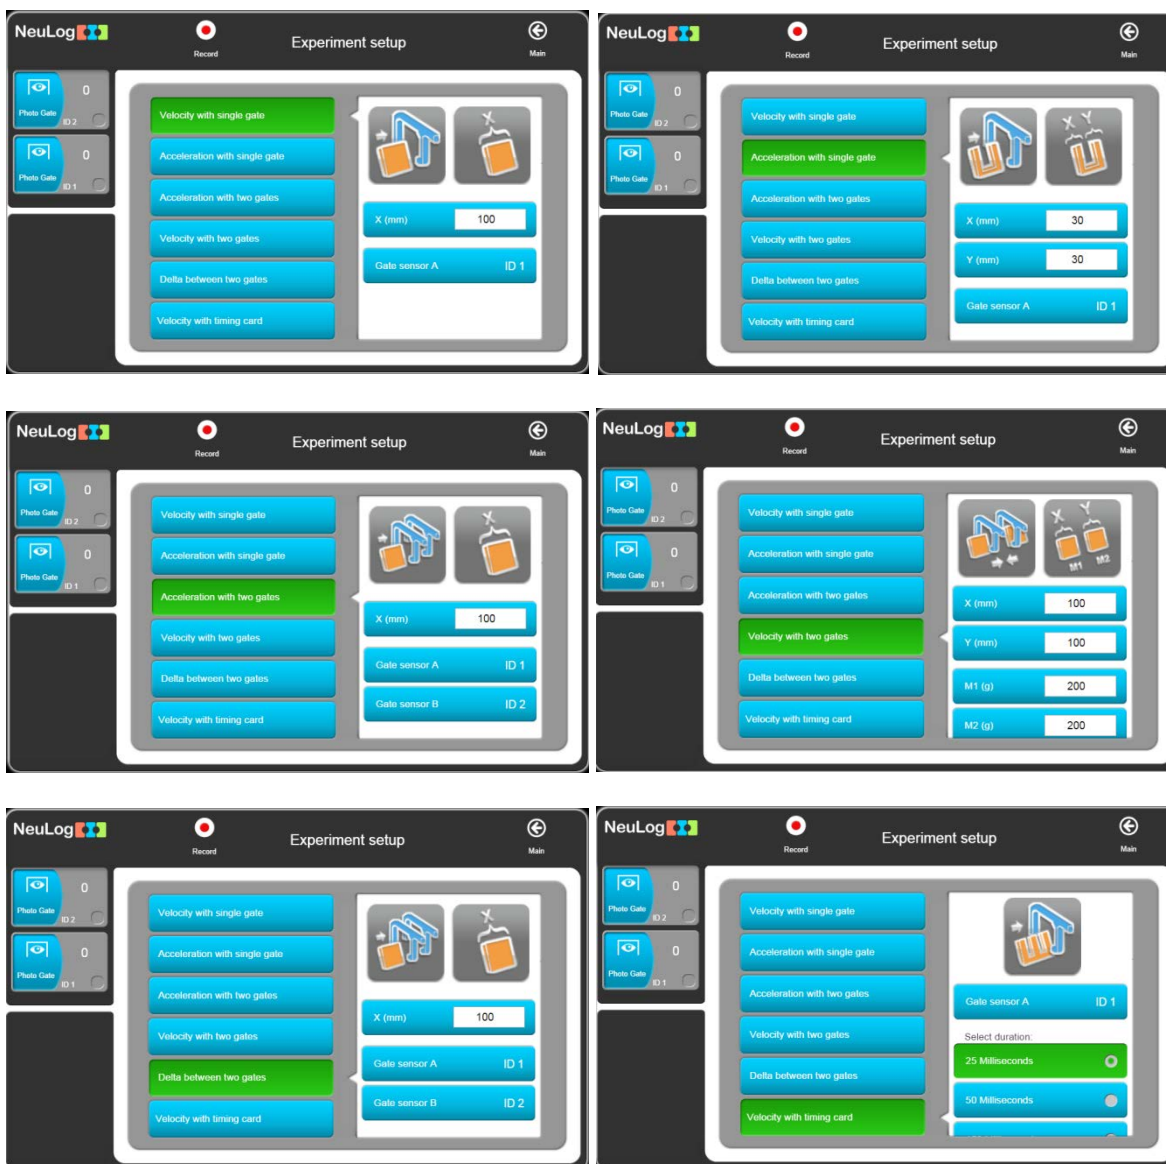 NeuLog
Record
Experiment setup
Main
Photo Gate
0
ID 2
Photo Gate
0
ID 1
Velocity with single gate
Acceleration with single gate
Acceleration with two gates
Velocity with two gates
Delta between two gates
Velocity with timing card
X
X (mm) 100
Gate sensor A ID 1
NeuLog
Record
Experiment setup
Main
Photo Gate
0
ID 2
Photo Gate
0
ID 1
Velocity with single gate
Acceleration with single gate
Acceleration with two gates
Velocity with two gates
Delta between two gates
Velocity with timing card
X Y
X (mm) 30
Y (mm) 30
Gate sensor A ID 1
NeuLog
Record
Experiment setup
Main
Photo Gate
0
ID 2
Photo Gate
0
ID 1
Velocity with single gate
Acceleration with single gate
Acceleration with two gates
Velocity with two gates
Delta between two gates
Velocity with timing card
X
X (mm) 100
Gate sensor A ID 1
Gate sensor B ID 2
NeuLog
Record
Experiment setup
Main
Photo Gate
0
ID 2
Photo Gate
0
ID 1
Velocity with single gate
Acceleration with single gate
Acceleration with two gates
Velocity with two gates
Delta between two gates
Velocity with timing card
X Y
M1 M2
X (mm) 100
Y (mm) 100
M1 (g) 200
M2 (g) 200
NeuLog
Record
Experiment setup
Main
Photo Gate
0
ID 2
Photo Gate
0
ID 1
Velocity with single gate
Acceleration with single gate
Acceleration with two gates
Velocity with two gates
Delta between two gates
Velocity with timing card
X
X (mm) 100
Gate sensor A ID 1
Gate sensor B ID 2
NeuLog
Record
Experiment setup
Main
Photo Gate
0
ID 2
Photo Gate
0
ID 1
Velocity with single gate
Acceleration with single gate
Acceleration with two gates
Velocity with two gates
Delta between two gates
Velocity with timing card
Gate sensor A ID 1
Select duration:
25 Milliseconds
50 Milliseconds